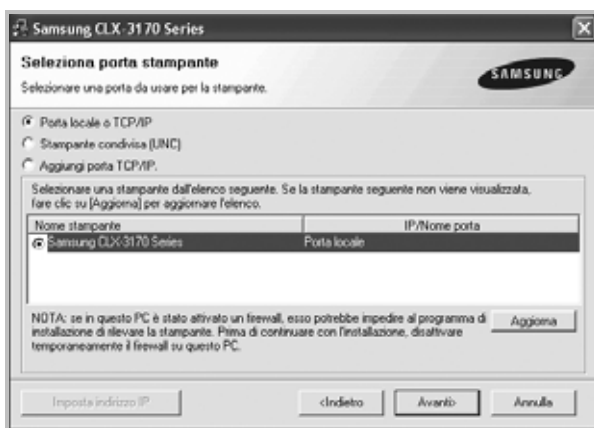 Samsung CLX-3170 Series
Seleziona porta stampante
Selezionare una porta da usare per la stampante.
SAMSUNG
Porta locale o TCP/IP
Stampante condivisa (UNC)
Aggiungi porta TCP/IP.
Selezionare una stampante dall'elenco seguente. Se la stampante seguente non viene visualizzata,
fare clic su [Aggiorna] per aggiornare l'elenco.
Nome stampante IP/Nome porta
Samsung CLX-3170 Series Porta locale
NOTA: se in questo PC è stato attivato un firewall, esso potrebbe impedire al programma di
installazione di rilevare la stampante. Prima di continuare con l'installazione, disattivare
temporaneamente il firewall su questo PC.
Aggiorna
Imposta indirizzo IP <Indietro Avanti> Annulla